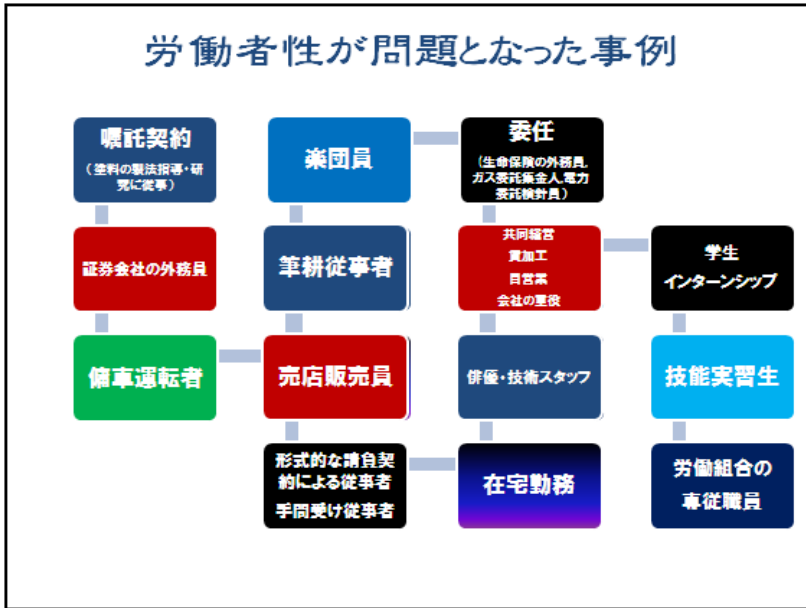 労働者性が問題となった事例
嘱託契約
（塗料の製法指導・研
究に従事）
証券会社の外務員
傭車運転者
楽団員
筆耕従事者
売店販売員
形式的な請負契
約による従事者
手間受け従事者
委任
（生命保険の外務員,
ガス委託集金人,電力
委託検針員）
共同経営
賃加工
自営業
会社の重役
俳優・技術スタッフ
在宅勤務
学生
インターンシップ
技能実習生
労働組合の
専従職員